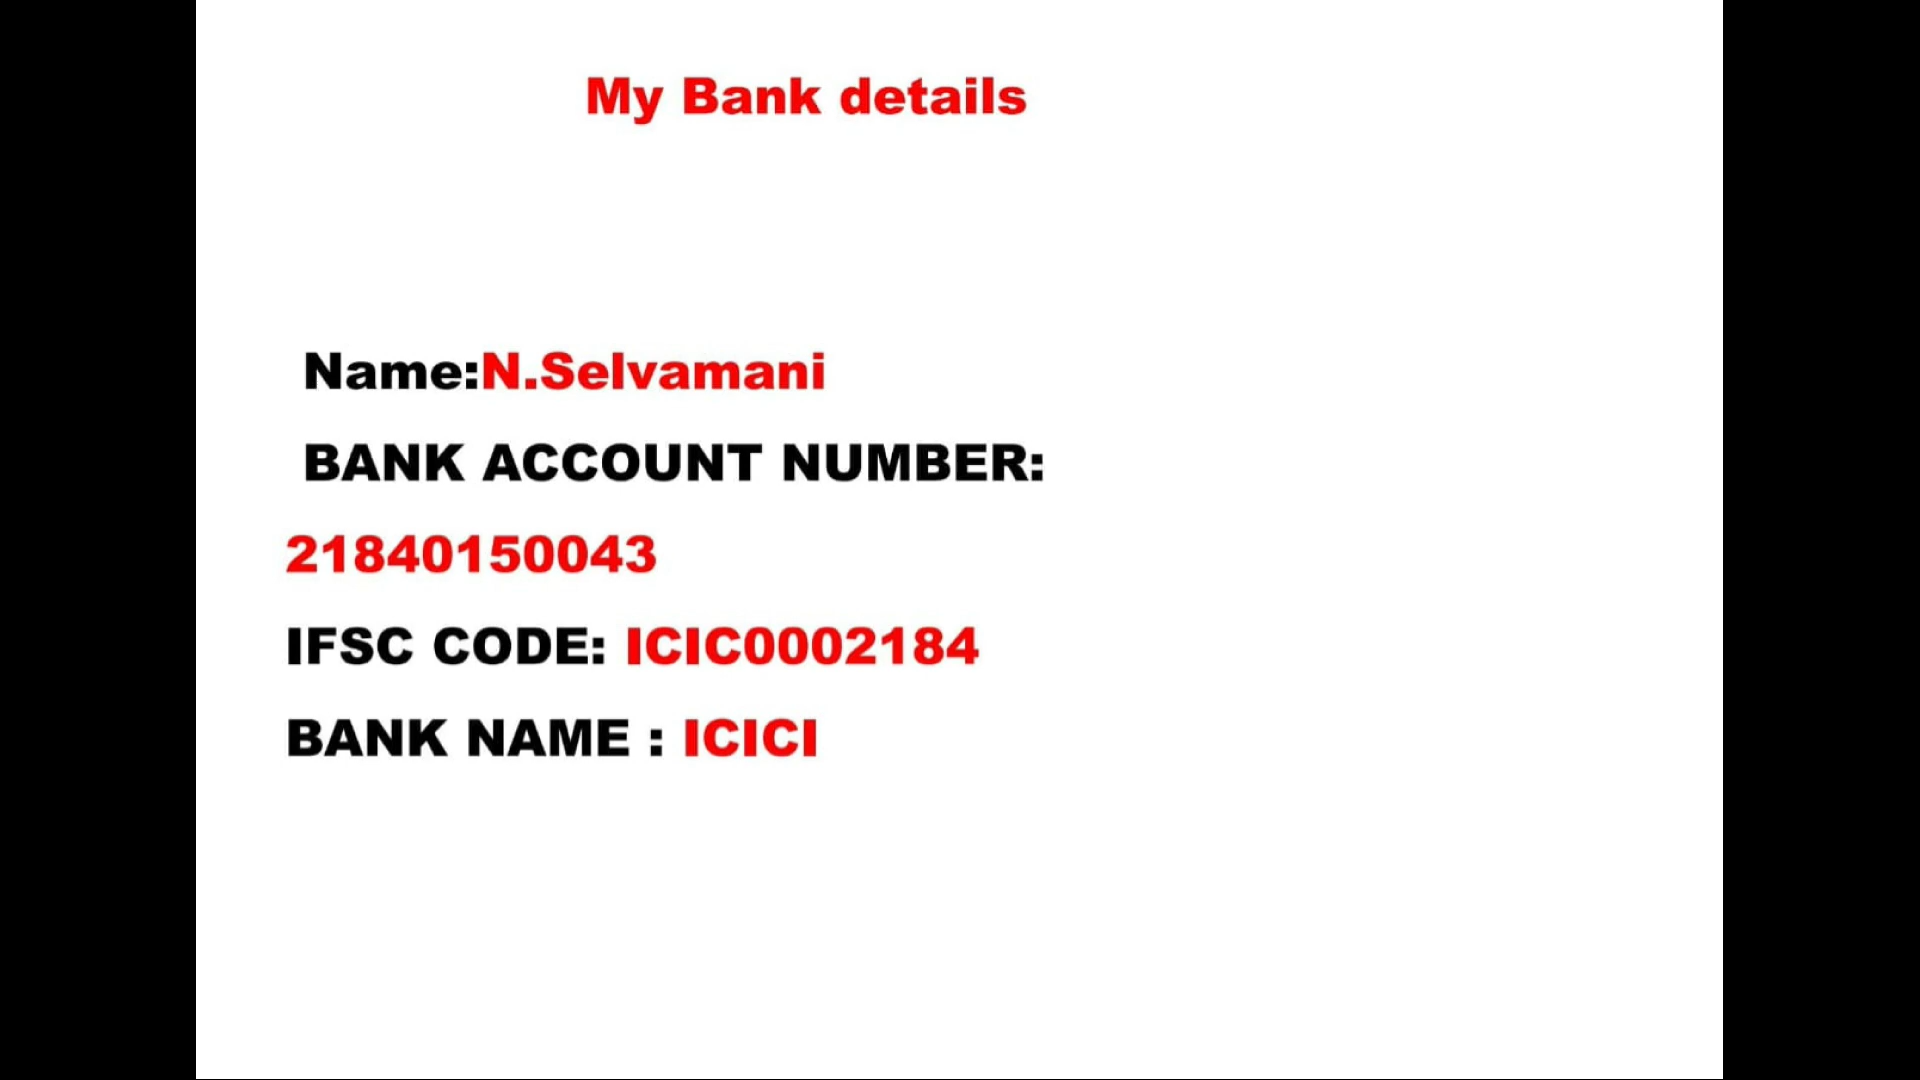 My Bank details
Name:N.Selvamani
BANK ACCOUNT NUMBER:
21840150043
IFSC CODE: ICIC0002184
BANK NAME : ICICI